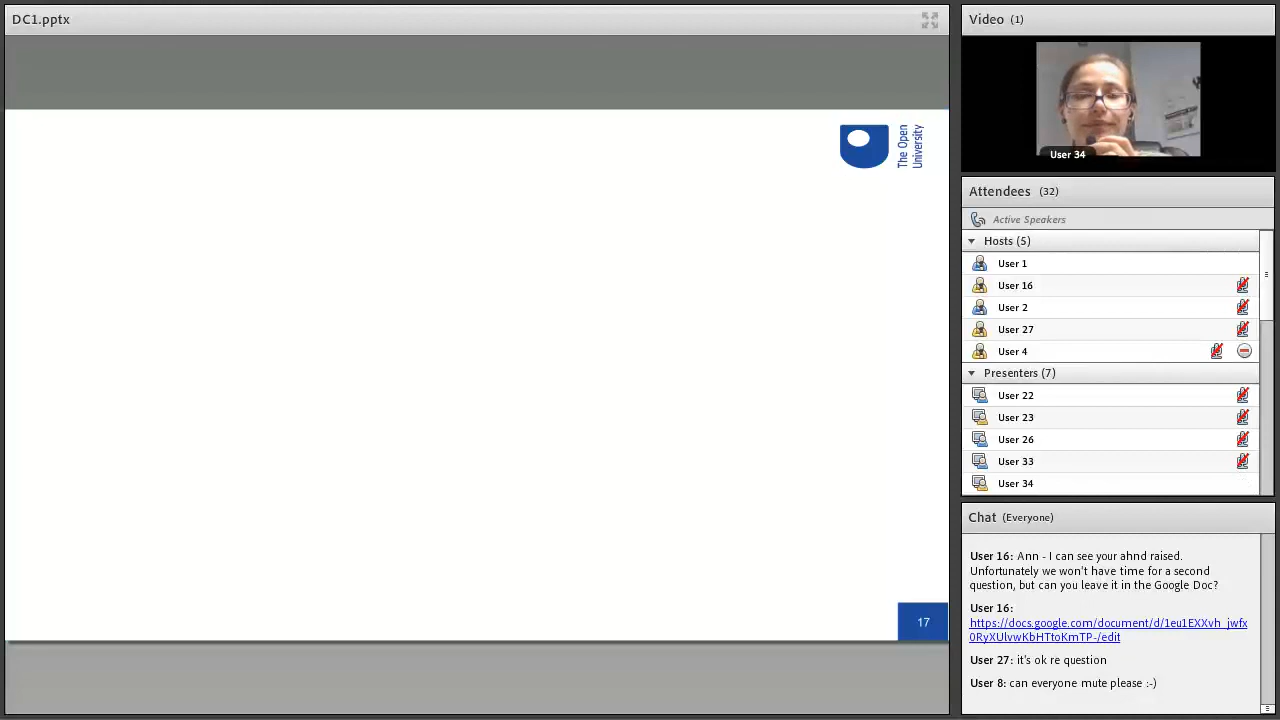 DC1.pptx
The Open
University
17
Video (1)
User 34
Attendees (32)
Active Speakers
Hosts (5)
User 1
User 16
User 2
User 27
User 4
Presenters (7)
User 22
User 23
User 26
User 33
User 34
Chat (Everyone)
User 16: Ann - I can see your ahnd raised.
Unfortunately we won't have time for a second
question, but can you leave it in the Google Doc?
User 16:
https://docs.google.com/document/d/1eu1EXXvh_jwfx
0RyXUlvwKbHTtoKmTP-/edit
User 27: it's ok re question
User 8: can everyone mute please :-)